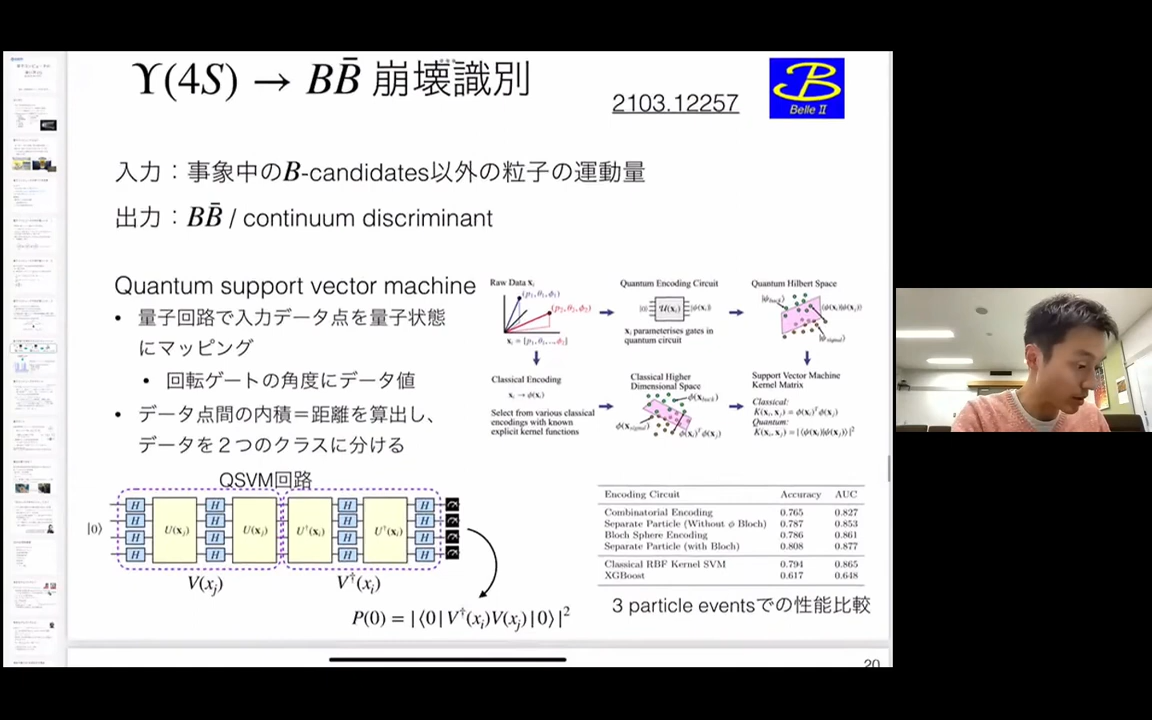 ϒ(4S) → BB̄ 崩壊識別
2103.12257
Belle II
入力：事象中のB-candidates以外の粒子の運動量
出力：BB̄ / continuum discriminant
Quantum support vector machine
• 量子回路で入力データ点を量子状態
にマッピング
• 回転ゲートの角度にデータ値
• データ点間の内積＝距離を算出し、
データを２つのクラスに分ける
Raw Data xᵢ
(p₂,θ₂,ϕ₂)
Quantum Encoding Circuit
xᵢ parameterises gates in
quantum circuit
Quantum Hilbert Space
Classical Encoding
xᵢ → ϕ(xᵢ)
Select from various classical
encodings with known
explicit kernel functions
Classical Higher
Dimensional Space
Support Vector Machine
Kernel Matrix
Classical:
K(xᵢ, xⱼ) = ϕ(xᵢ)†ϕ(xⱼ)
Quantum:
K(xᵢ, xⱼ) = |⟨ϕ(xᵢ)|ϕ(xⱼ)⟩|²
QSVM回路
|0⟩
H U(xⱼ) H U(xⱼ) U†(xᵢ) H U†(xᵢ) H
H H H H
H H H H
H H H H
V(xⱼ) V†(xᵢ)
P(0) = |⟨0|V†(xᵢ)V(xⱼ)|0⟩|²
Encoding Circuit Accuracy AUC
Combinatorial Encoding 0.765 0.827
Separate Particle (Without ϕ Bloch) 0.787 0.853
Bloch Sphere Encoding 0.786 0.861
Separate Particle (with Bloch) 0.808 0.877
Classical RBF Kernel SVM 0.794 0.865
XGBoost 0.617 0.648
3 particle eventsでの性能比較
20